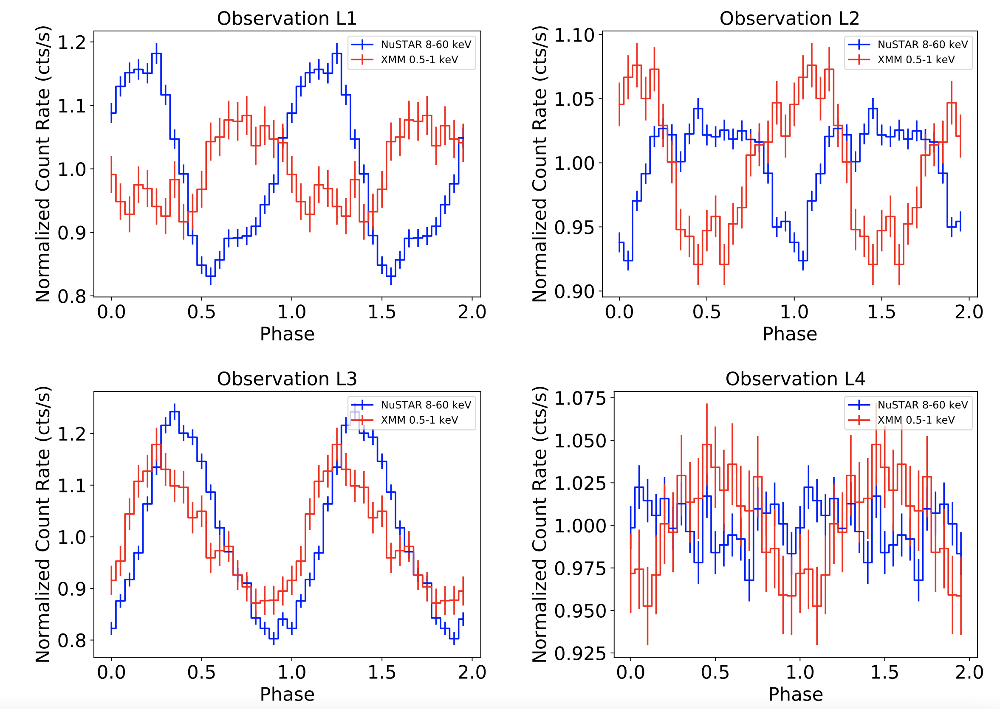 Observation L1
Normalized Count Rate (cts/s)
1.2
1.1
1.0
0.9
0.8
NuSTAR 8-60 keV
XMM 0.5-1 keV
0.0 0.5 1.0 1.5 2.0
Phase
Observation L2
Normalized Count Rate (cts/s)
1.10
1.05
1.00
0.95
0.90
NuSTAR 8-60 keV
XMM 0.5-1 keV
0.0 0.5 1.0 1.5 2.0
Phase
Observation L3
Normalized Count Rate (cts/s)
1.2
1.1
1.0
0.9
0.8
NuSTAR 8-60 keV
XMM 0.5-1 keV
0.0 0.5 1.0 1.5 2.0
Phase
Observation L4
Normalized Count Rate (cts/s)
1.075
1.050
1.025
1.000
0.975
0.950
0.925
NuSTAR 8-60 keV
XMM 0.5-1 keV
0.0 0.5 1.0 1.5 2.0
Phase